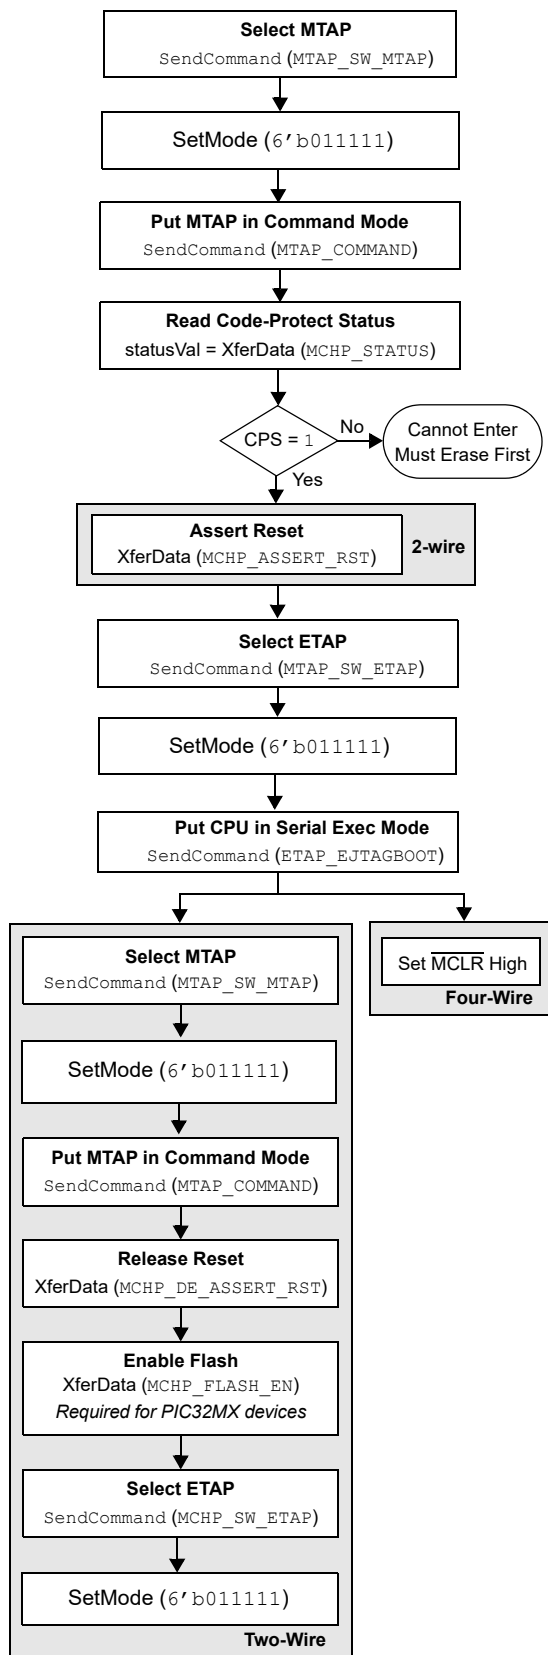 Select MTAP
SendCommand (MTAP_SW_MTAP)
SetMode (6’b011111)
Put MTAP in Command Mode
SendCommand (MTAP_COMMAND)
Read Code-Protect Status
statusVal = XferData (MCHP_STATUS)
CPS = 1
No
Cannot Enter
Must Erase First
Yes
Assert Reset
XferData (MCHP_ASSERT_RST)
2-wire
Select ETAP
SendCommand (MTAP_SW_ETAP)
SetMode (6’b011111)
Put CPU in Serial Exec Mode
SendCommand (ETAP_EJTAGBOOT)
Select MTAP
SendCommand (MTAP_SW_MTAP)
Set MCLR High
Four-Wire
SetMode (6’b011111)
Put MTAP in Command Mode
SendCommand (MTAP_COMMAND)
Release Reset
XferData (MCHP_DE_ASSERT_RST)
Enable Flash
XferData (MCHP_FLASH_EN)
Required for PIC32MX devices
Select ETAP
SendCommand (MCHP_SW_ETAP)
SetMode (6’b011111)
Two-Wire